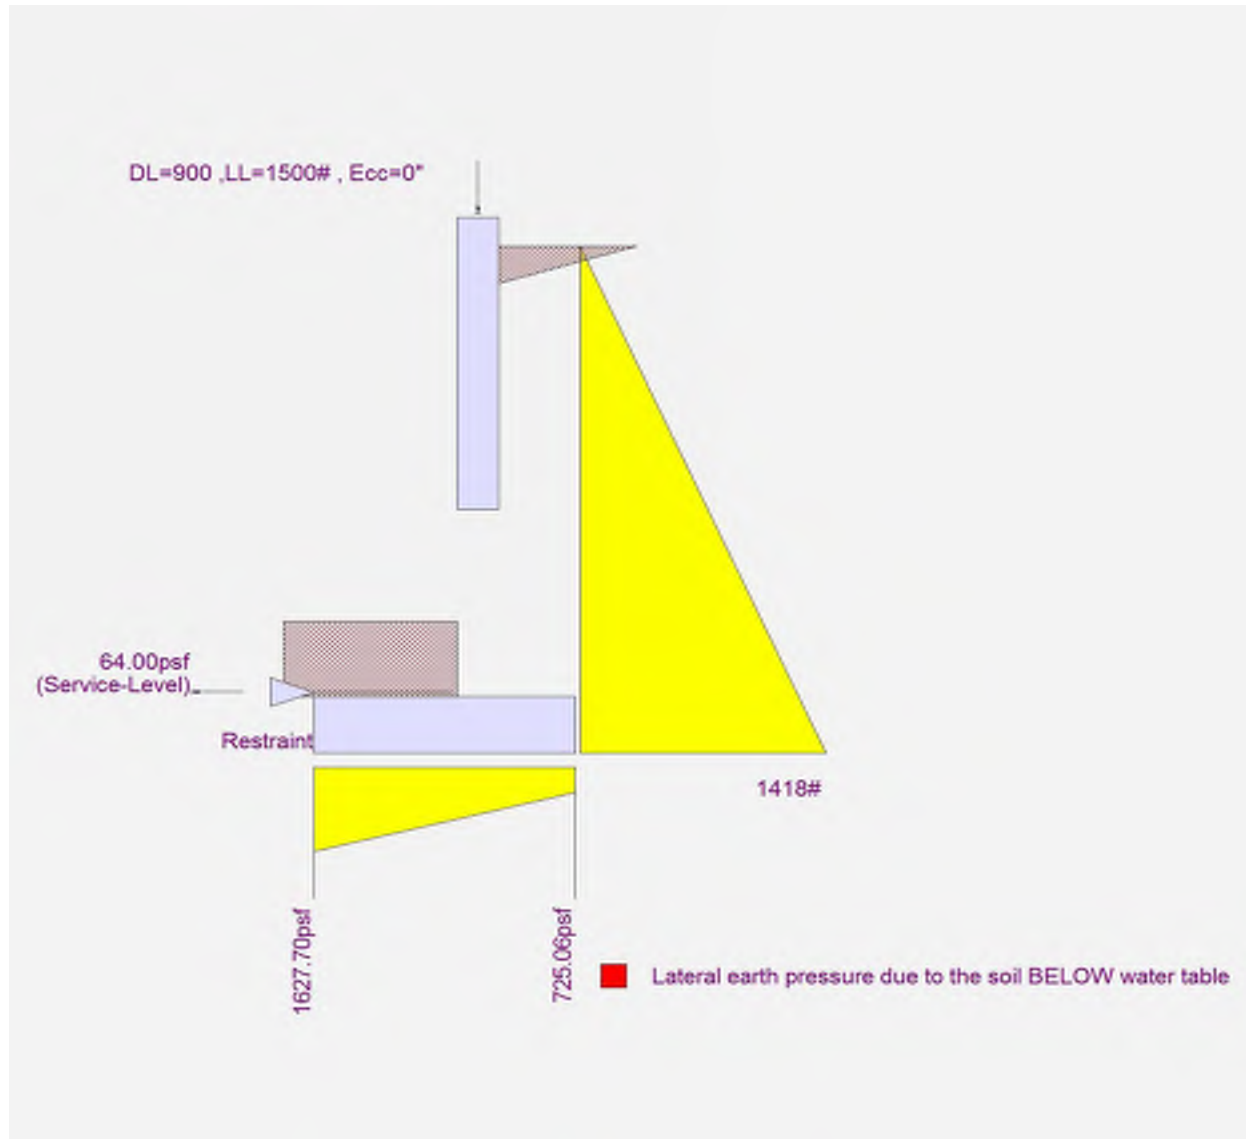 DL=900 ,LL=1500# , Ecc=0"
64.00psf
(Service-Level)
Restraint
1418#
1627.70psf
725.06psf
Lateral earth pressure due to the soil BELOW water table